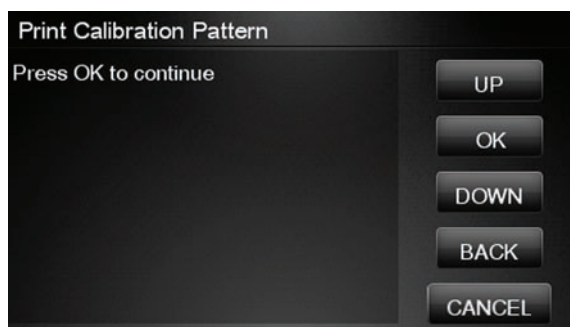 Print Calibration Pattern
Press OK to continue
UP
OK
DOWN
BACK
CANCEL